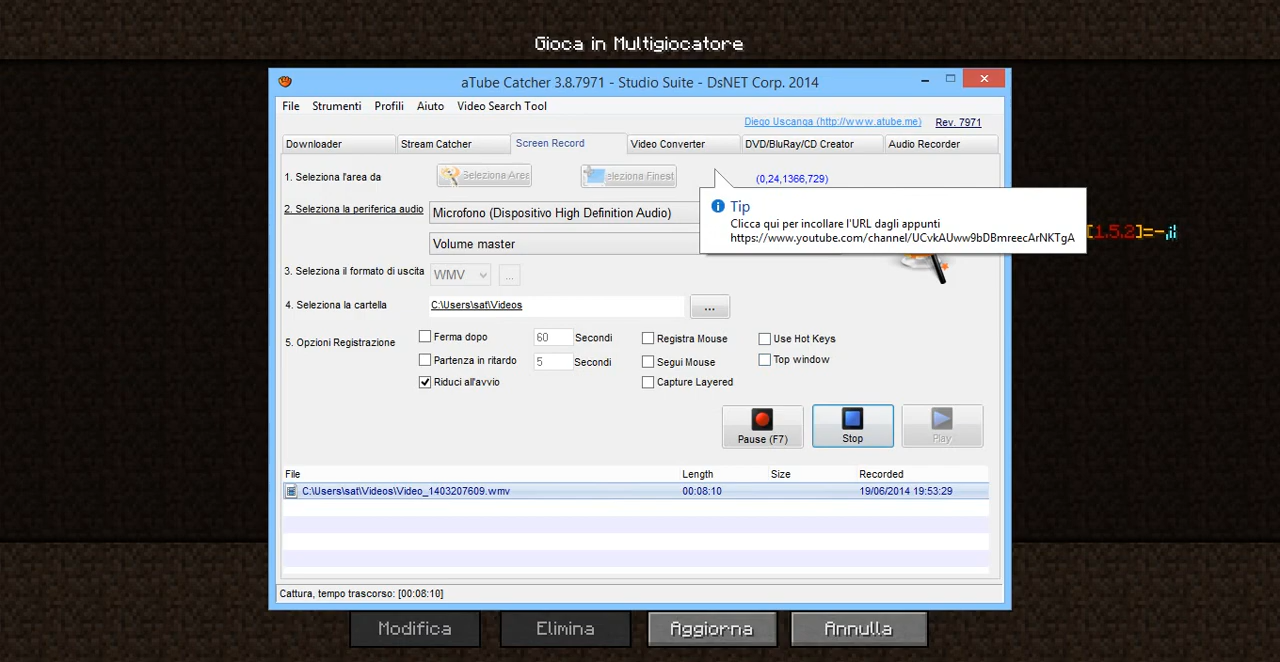 Gioca in Multigiocatore
aTube Catcher 3.8.7971 - Studio Suite - DsNET Corp. 2014
File Strumenti Profili Aiuto Video Search Tool
Diego Uscanga (http://www.atube.me) Rev. 7971
Downloader Stream Catcher Screen Record Video Converter DVD/BluRay/CD Creator Audio Recorder
1. Seleziona l'area da Seleziona Area eleziona Finest (0,24,1366,729)
2. Seleziona la periferica audio Microfono (Dispositivo High Definition Audio)
Tip
Clicca qui per incollare l'URL dagli appunti
https://www.youtube.com/channel/UCvkAUww9bDBmreecArNKTgA
[1.5.2]=-
Volume master
3. Seleziona il formato di uscita WMV ...
4. Seleziona la cartella C:\Users\sat\Videos ...
5. Opzioni Registrazione
Ferma dopo 60 Secondi Registra Mouse Use Hot Keys
Partenza in ritardo 5 Secondi Segui Mouse Top window
Riduci all'avvio Capture Layered
Pause (F7) Stop Play
File Length Size Recorded
C:\Users\sat\Videos\Video_1403207609.wmv 00:08:10 19/06/2014 19:53:29
Cattura, tempo trascorso: [00:08:10]
Modifica Elimina Aggiorna Annulla